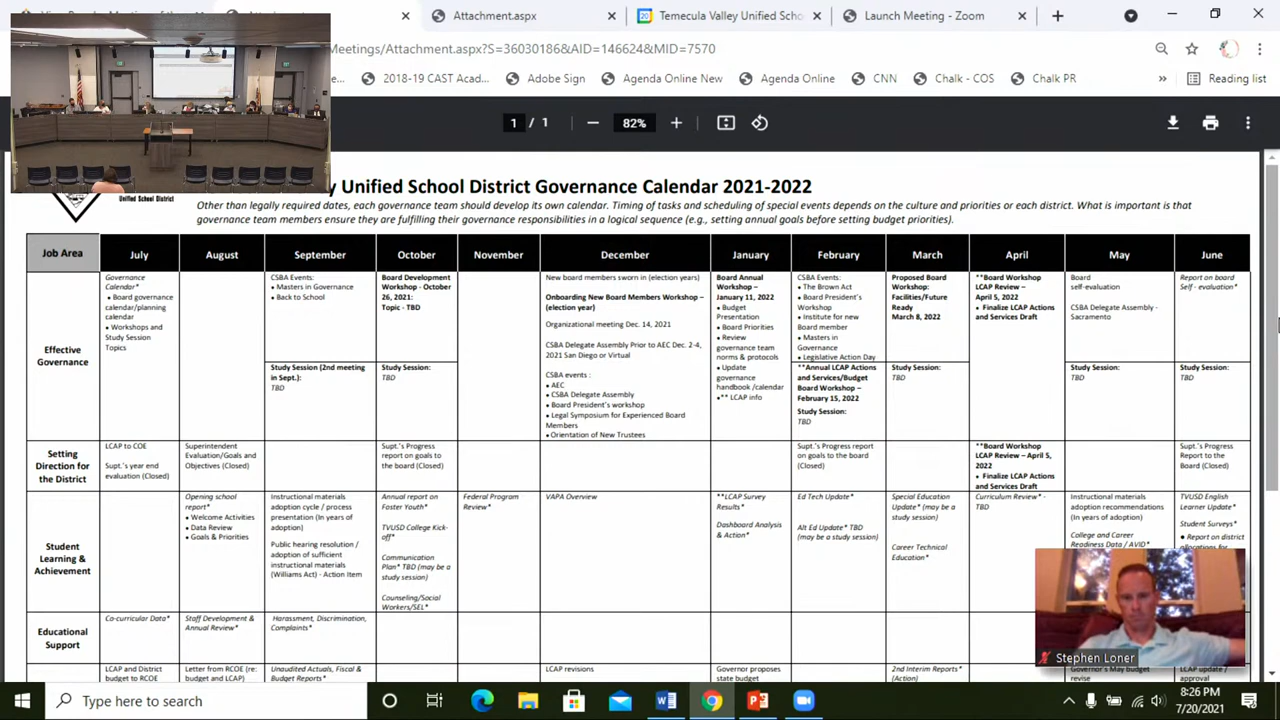 Attachment.aspx
Temecula Valley Unified Scho
Launch Meeting - Zoom
Meetings/Attachment.aspx?S=36030186&AID=146624&MID=7570
2018-19 CAST Acad...
Adobe Sign
Agenda Online New
Agenda Online
CNN
Chalk - COS
Chalk PR
»
Reading list
1 / 1
82%
Unified School District
y Unified School District Governance Calendar 2021-2022
Other than legally required dates, each governance team should develop its own calendar. Timing of tasks and scheduling of special events depends on the culture and priorities or each district. What is important is that
governance team members ensure they are fulfilling their governance responsibilities in a logical sequence (e.g., setting annual goals before setting budget priorities).
Job Area
July
August
September
October
November
December
January
February
March
April
May
June
Effective
Governance
Governance
Calendar*
• Board governance
calendar/planning
calendar
• Workshops and
Study Session
Topics
CSBA Events:
• Masters in Governance
• Back to School
Study Session (2nd meeting
in Sept.):
TBD
Board Development
Workshop - October
26, 2021:
Topic - TBD
Study Session:
TBD
New board members sworn in (election years)
Onboarding New Board Members Workshop –
(election year)
Organizational meeting Dec. 14, 2021
CSBA Delegate Assembly Prior to AEC Dec. 2-4,
2021 San Diego or Virtual
CSBA events :
• AEC
• CSBA Delegate Assembly
• Board President's workshop
• Legal Symposium for Experienced Board
Members
• Orientation of New Trustees
Board Annual
Workshop –
January 11, 2022
• Budget
Presentation
• Board Priorities
• Review
governance team
norms & protocols
• Update
governance
handbook /calendar
•** LCAP info
CSBA Events:
• The Brown Act
• Board President's
Workshop
• Institute for new
Board member
• Masters in
Governance
• Legislative Action Day
**Annual LCAP Actions
and Services/Budget
Board Workshop –
February 15, 2022
Study Session:
TBD
Proposed Board
Workshop:
Facilities/Future
Ready
March 8, 2022
Study Session:
TBD
**Board Workshop
LCAP Review –
April 5, 2022
• Finalize LCAP Actions
and Services Draft
Board
self-evaluation
CSBA Delegate Assembly -
Sacramento
Study Session:
TBD
Report on board
Self - evaluation*
Study Session:
TBD
Setting
Direction for
the District
LCAP to COE
Supt.'s year end
evaluation (Closed)
Superintendent
Evaluation/Goals and
Objectives (Closed)
Supt.'s Progress
report on goals to
the board (Closed)
Supt.'s Progress report
on goals to the board
(Closed)
**Board Workshop
LCAP Review – April 5,
2022
• Finalize LCAP Actions
and Services Draft
Supt.'s Progress
Report to the
Board (Closed)
Student
Learning &
Achievement
Opening school
report*
• Welcome Activities
• Data Review
• Goals & Priorities
Instructional materials
adoption cycle / process
presentation (In years of
adoption)
Public hearing resolution /
adoption of sufficient
instructional materials
(Williams Act) - Action Item
Annual report on
Foster Youth*
TVUSD College Kick-
off*
Communication
Plan* TBD (may be a
study session)
Counseling/Social
Workers/SEL*
Federal Program
Review*
VAPA Overview
**LCAP Survey
Results*
Dashboard Analysis
& Action*
Ed Tech Update*
Alt Ed Update* TBD
(may be a study session)
Special Education
Update* (may be a
study session)
Career Technical
Education*
Curriculum Review* -
TBD
Instructional materials
adoption recommendations
(In years of adoption)
College and Career
Readiness Data / AVID*
TVUSD English
Learner Update*
Student Surveys*
• Report on district
Educational
Support
Co-curricular Data*
Staff Development &
Annual Review*
Harassment, Discrimination,
Complaints*
LCAP and District
budget to RCOE
Letter from RCOE (re:
budget and LCAP)
Unaudited Actuals, Fiscal &
Budget Reports*
LCAP revisions
Governor proposes
state budget
2nd Interim Reports*
(Action)
Governor's May budget
revise
LCAP update /
approval
Stephen Loner
Type here to search
8:26 PM
7/20/2021